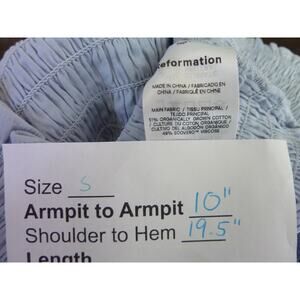 Reformation
MADE IN CHINA / FABRIQUÉ EN
CHINE / FABRICADO EN CHINA
MAIN FABRIC / TISSU PRINCIPAL /
TEJIDO PRINCIPAL
51% ORGANICALLY GROWN COTTON
/ CULTURE DU COTON ORGANIQUE /
CULTIVO DEL ALGODÓN ORGÁNICO
49% ECOVERO™ VISCOSE
Size S
Armpit to Armpit 10"
Shoulder to Hem 19.5"
Length